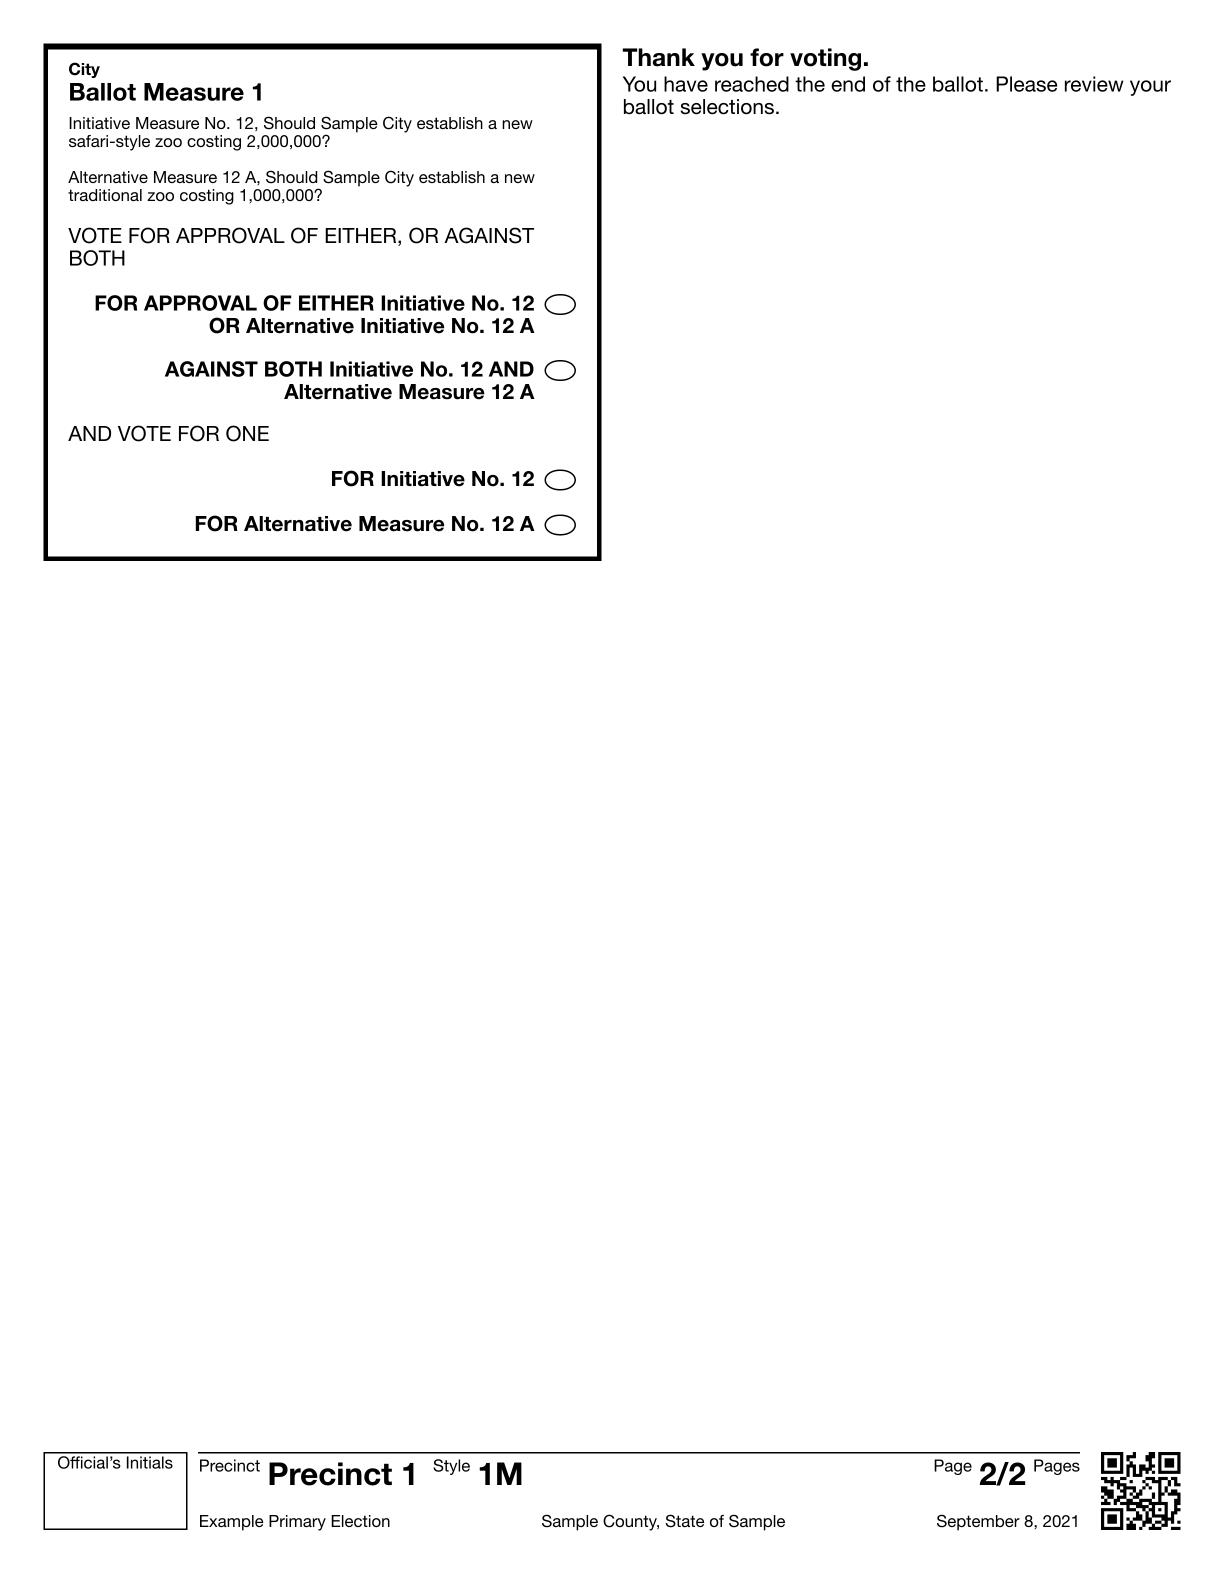 City
Ballot Measure 1
Initiative Measure No. 12, Should Sample City establish a new
safari-style zoo costing 2,000,000?
Alternative Measure 12 A, Should Sample City establish a new
traditional zoo costing 1,000,000?
VOTE FOR APPROVAL OF EITHER, OR AGAINST
BOTH
FOR APPROVAL OF EITHER Initiative No. 12
OR Alternative Initiative No. 12 A
AGAINST BOTH Initiative No. 12 AND
Alternative Measure 12 A
AND VOTE FOR ONE
FOR Initiative No. 12
FOR Alternative Measure No. 12 A
Thank you for voting.
You have reached the end of the ballot. Please review your
ballot selections.
Official's Initials
Precinct Precinct 1 Style 1M
Page 2/2 Pages
Example Primary Election
Sample County, State of Sample
September 8, 2021